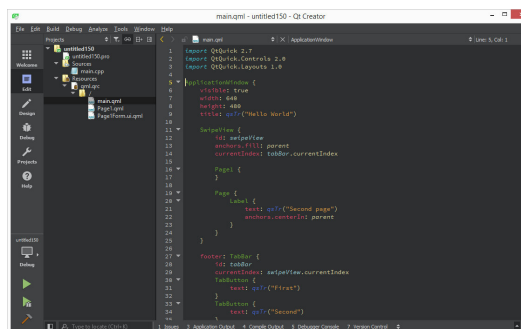 main.qml - untitled150 - Qt Creator
File Edit Build Debug Analyze Tools Window Help
Projects
main.qml
ApplicationWindow
Line: 5, Col: 1
Welcome
Edit
Design
Debug
Projects
Help
untitled150
Debug
untitled150
untitled150.pro
Sources
main.cpp
Resources
qml.qrc
/
main.qml
Page1.qml
Page1Form.ui.qml
1 import QtQuick 2.7
2 import QtQuick.Controls 2.0
3 import QtQuick.Layouts 1.0
4
5 ApplicationWindow {
6 visible: true
7 width: 640
8 height: 480
9 title: qsTr("Hello World")
10
11 SwipeView {
12 id: swipeView
13 anchors.fill: parent
14 currentIndex: tabBar.currentIndex
15
16 Page1 {
17 }
18
19 Page {
20 Label {
21 text: qsTr("Second page")
22 anchors.centerIn: parent
23 }
24 }
25 }
26
27 footer: TabBar {
28 id: tabBar
29 currentIndex: swipeView.currentIndex
30 TabButton {
31 text: qsTr("First")
32 }
33 TabButton {
34 text: qsTr("Second")
Type to locate (Ctrl+K)
1 Issues 3 Application Output 4 Compile Output 5 Debugger Console 7 Version Control